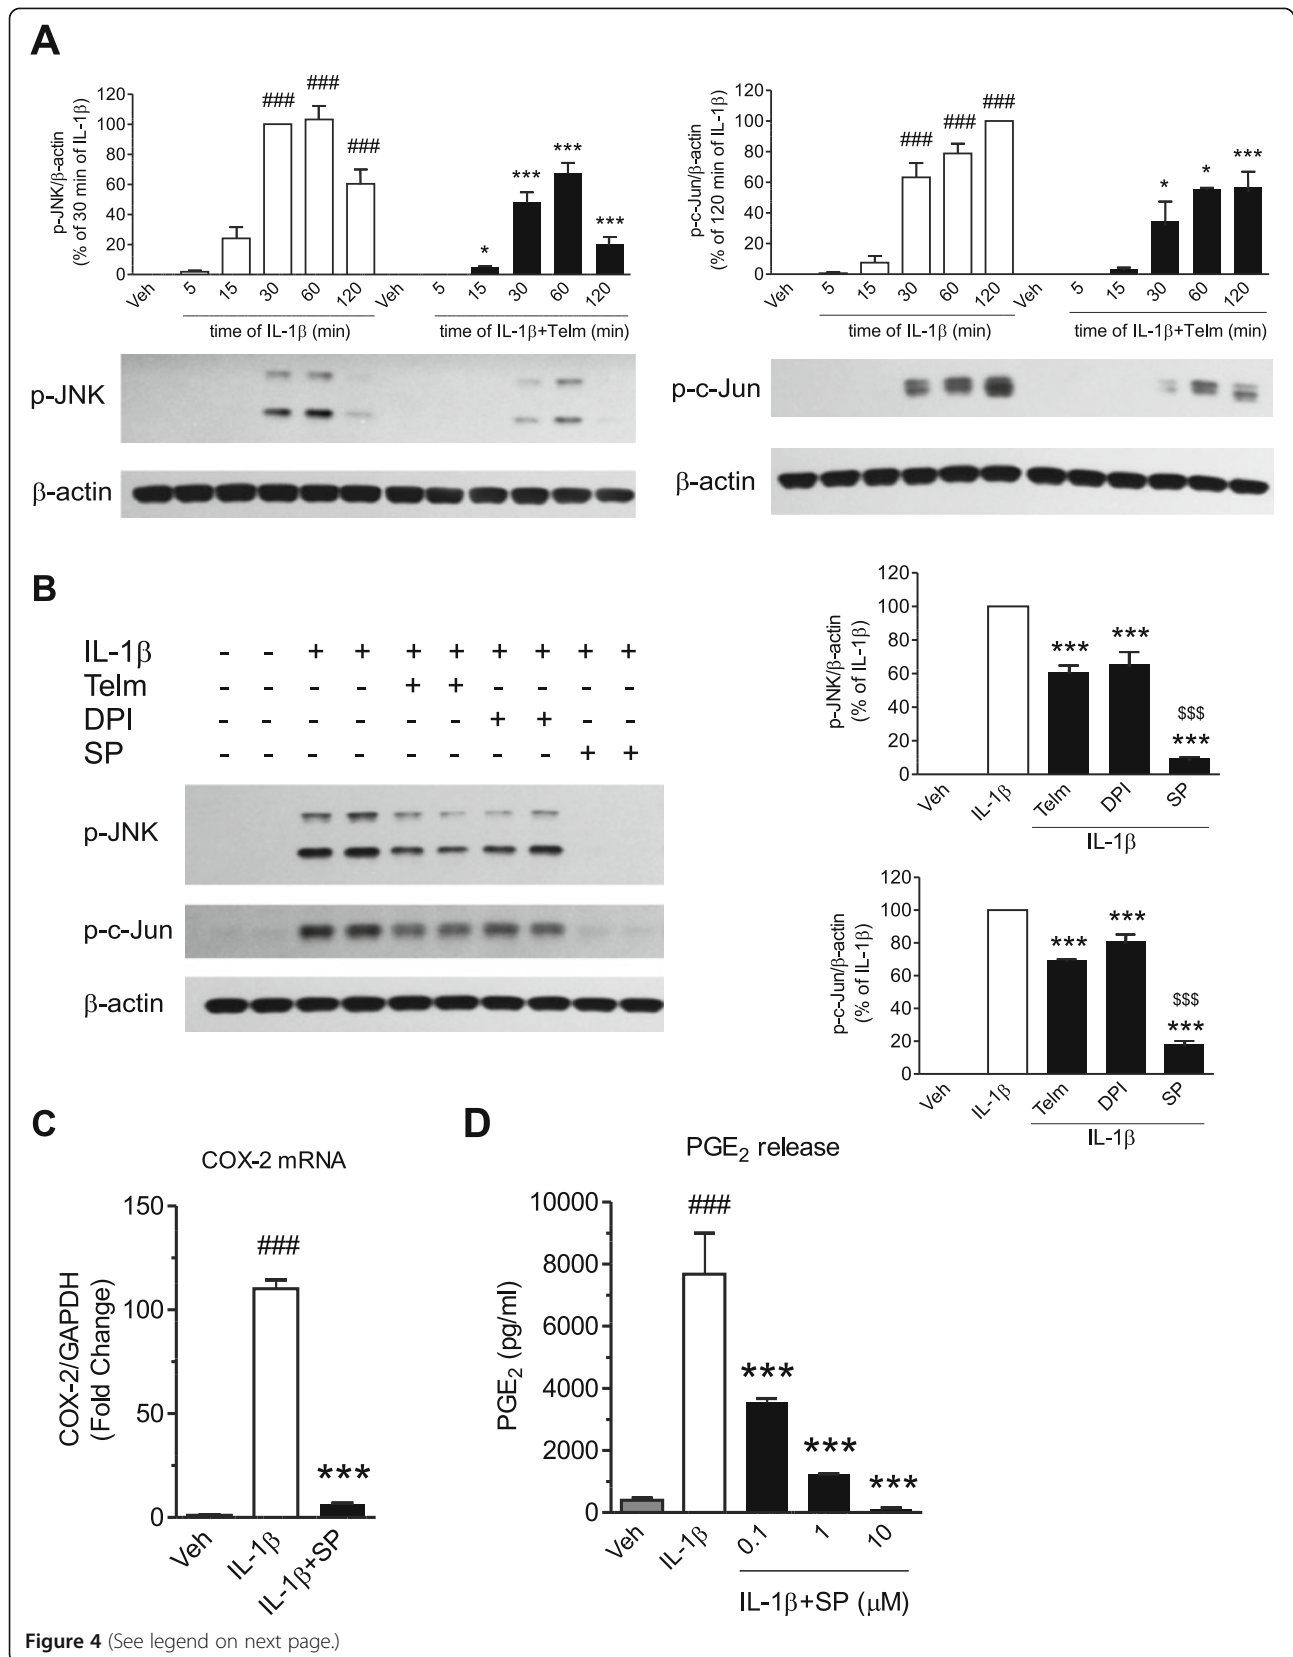 A
p-JNK/β-actin
(% of 30 min of IL-1β)
120
100
80
60
40
20
0
###
###
###
*
***
***
***
Veh
5
15
30
60
120
Veh
5
15
30
60
120
time of IL-1β (min)
time of IL-1β+Telm (min)
p-JNK
β-actin
p-c-Jun/β-actin
(% of 120 min of IL-1β)
120
100
80
60
40
20
0
###
###
###
*
*
***
Veh
5
15
30
60
120
Veh
5
15
30
60
120
time of IL-1β (min)
time of IL-1β+Telm (min)
p-c-Jun
β-actin
B
IL-1β - - + + + + + + + +
Telm - - - - + + - - - -
DPI - - - - - - + + - -
SP - - - - - - - - + +
p-JNK
p-c-Jun
β-actin
p-JNK/β-actin
(% of IL-1β)
120
100
80
60
40
20
0
***
***
$$$
***
Veh
IL-1β
Telm
DPI
SP
IL-1β
p-c-Jun/β-actin
(% of IL-1β)
120
100
80
60
40
20
0
***
***
$$$
***
Veh
IL-1β
Telm
DPI
SP
IL-1β
C
COX-2 mRNA
COX-2/GAPDH
(Fold Change)
150
100
50
0
###
***
Veh
IL-1β
IL-1β+SP
D
PGE2 release
PGE2 (pg/ml)
10000
8000
6000
4000
2000
0
###
***
***
***
Veh
IL-1β
0.1
1
10
IL-1β+SP (μM)
Figure 4 (See legend on next page.)